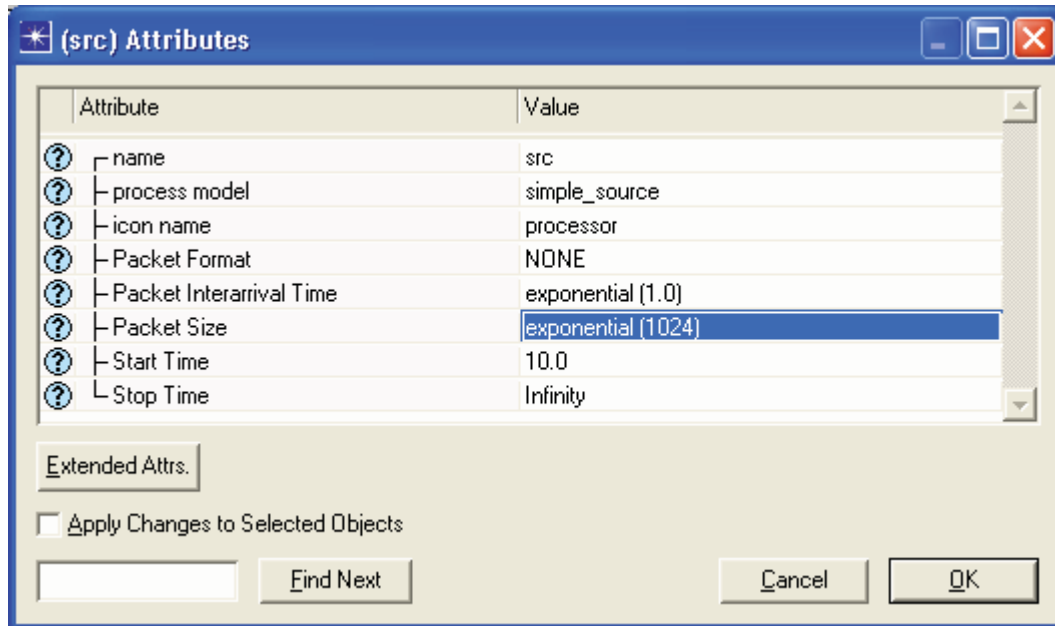 (src) Attributes
Attribute Value
? name src
? process model simple_source
? icon name processor
? Packet Format NONE
? Packet Interarrival Time exponential (1.0)
? Packet Size exponential (1024)
? Start Time 10.0
? Stop Time Infinity
Extended Attrs.
Apply Changes to Selected Objects
Find Next Cancel OK